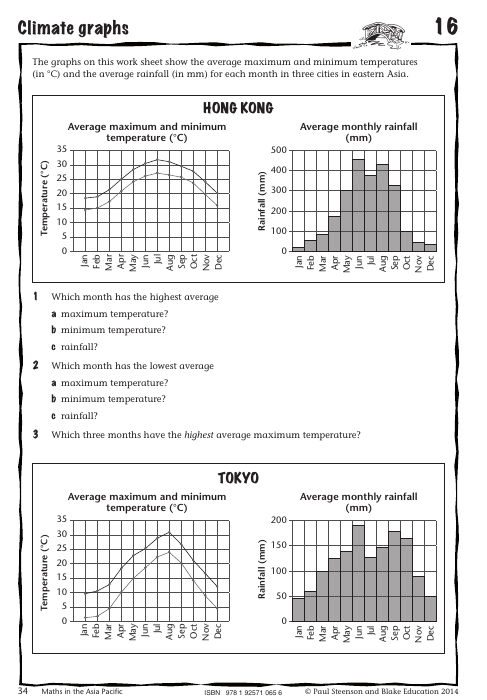 Climate graphs
16
The graphs on this work sheet show the average maximum and minimum temperatures
(in °C) and the average rainfall (in mm) for each month in three cities in eastern Asia.
HONG KONG
Average maximum and minimum
temperature (°C)
35
30
25
20
15
10
5
0
Temperature (°C)
Jan
Feb
Mar
Apr
May
Jun
Jul
Aug
Sep
Oct
Nov
Dec
Average monthly rainfall
(mm)
500
400
300
200
100
0
Rainfall (mm)
Jan
Feb
Mar
Apr
May
Jun
Jul
Aug
Sep
Oct
Nov
Dec
1 Which month has the highest average
a maximum temperature?
b minimum temperature?
c rainfall?
2 Which month has the lowest average
a maximum temperature?
b minimum temperature?
c rainfall?
3 Which three months have the highest average maximum temperature?
TOKYO
Average maximum and minimum
temperature (°C)
35
30
25
20
15
10
5
0
Temperature (°C)
Jan
Feb
Mar
Apr
May
Jun
Jul
Aug
Sep
Oct
Nov
Dec
Average monthly rainfall
(mm)
200
150
100
50
0
Rainfall (mm)
Jan
Feb
Mar
Apr
May
Jun
Jul
Aug
Sep
Oct
Nov
Dec
34 Maths in the Asia Pacific
ISBN 978 1 92571 065 6
© Paul Steenson and Blake Education 2014